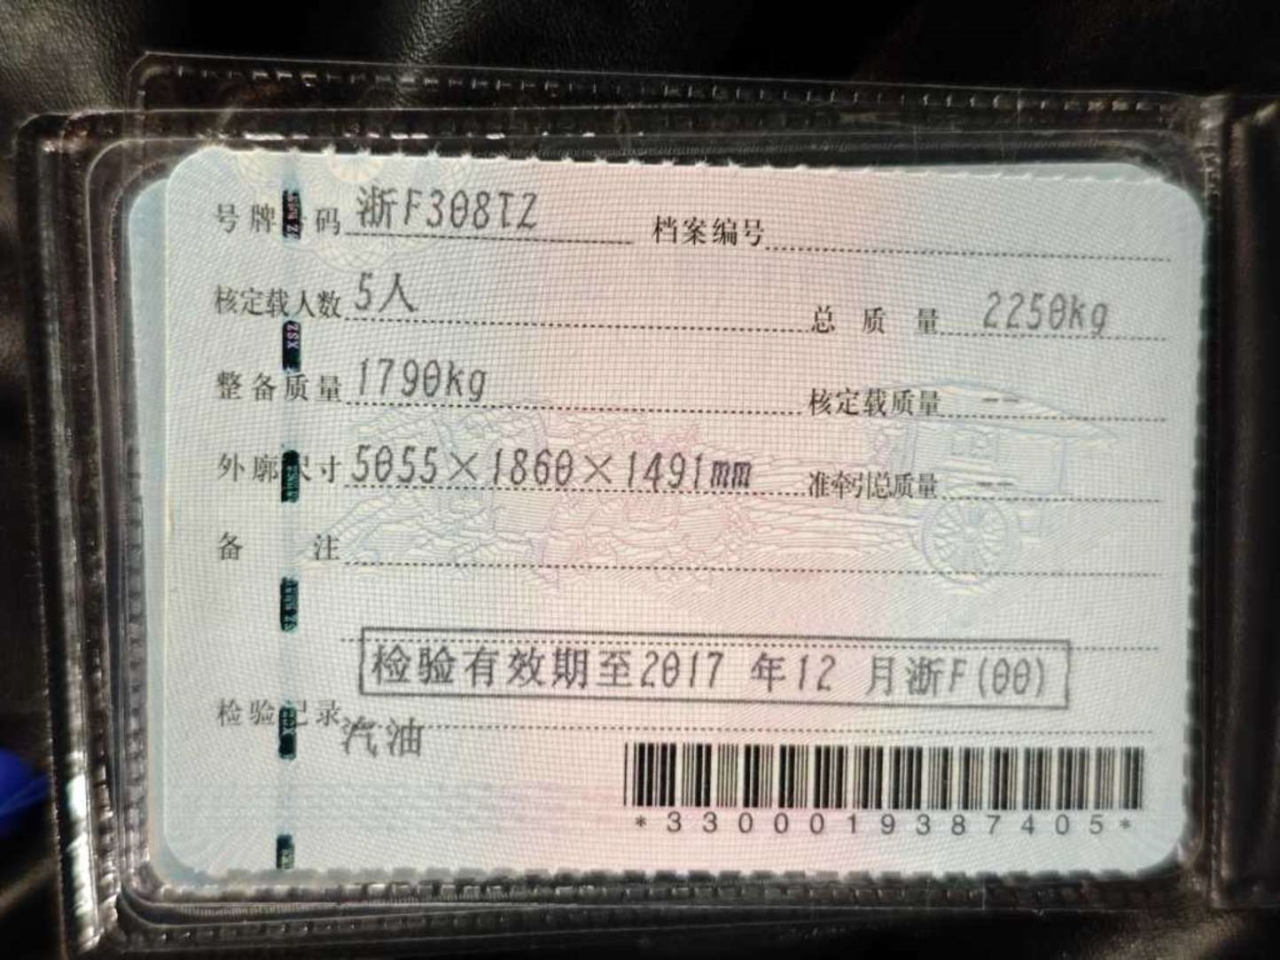 号牌号码 浙F308TZ 档案编号
核定载人数 5人 总质量 2250kg
整备质量 1790kg 核定载质量 --
外廓尺寸 5055×1860×1491mm 准牵引总质量 --
备注
检验有效期至2017 年12 月浙F(00)
检验记录
汽油
*3300019387405*